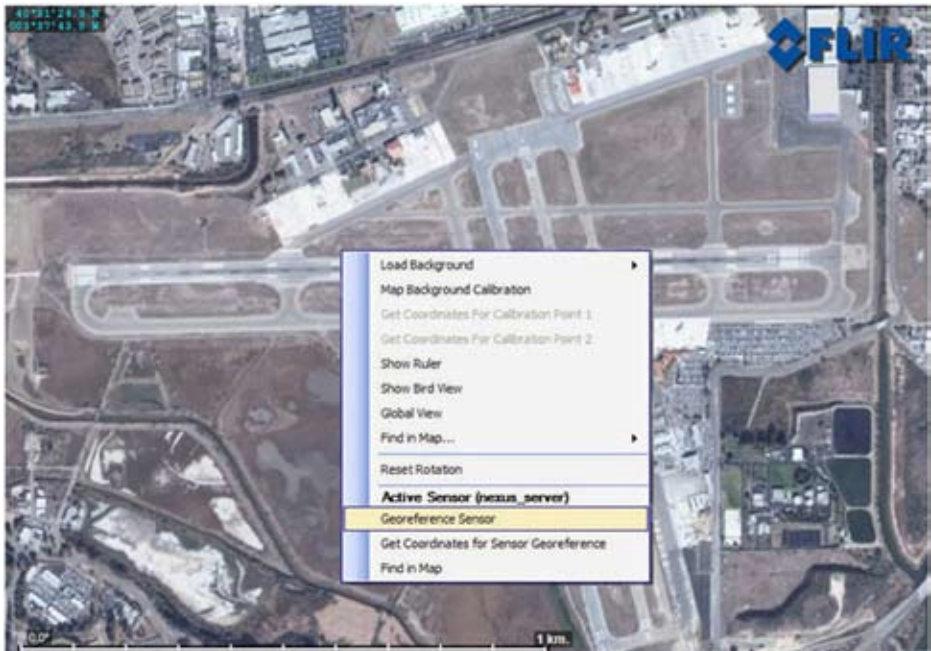 FLIR
Load Background
Map Background Calibration
Get Coordinates For Calibration Point 1
Get Coordinates For Calibration Point 2
Show Ruler
Show Bird View
Global View
Find in Map...
Reset Rotation
Active Sensor (nexus_server)
Georeference Sensor
Get Coordinates for Sensor Georeference
Find in Map
0.0°
1 km.